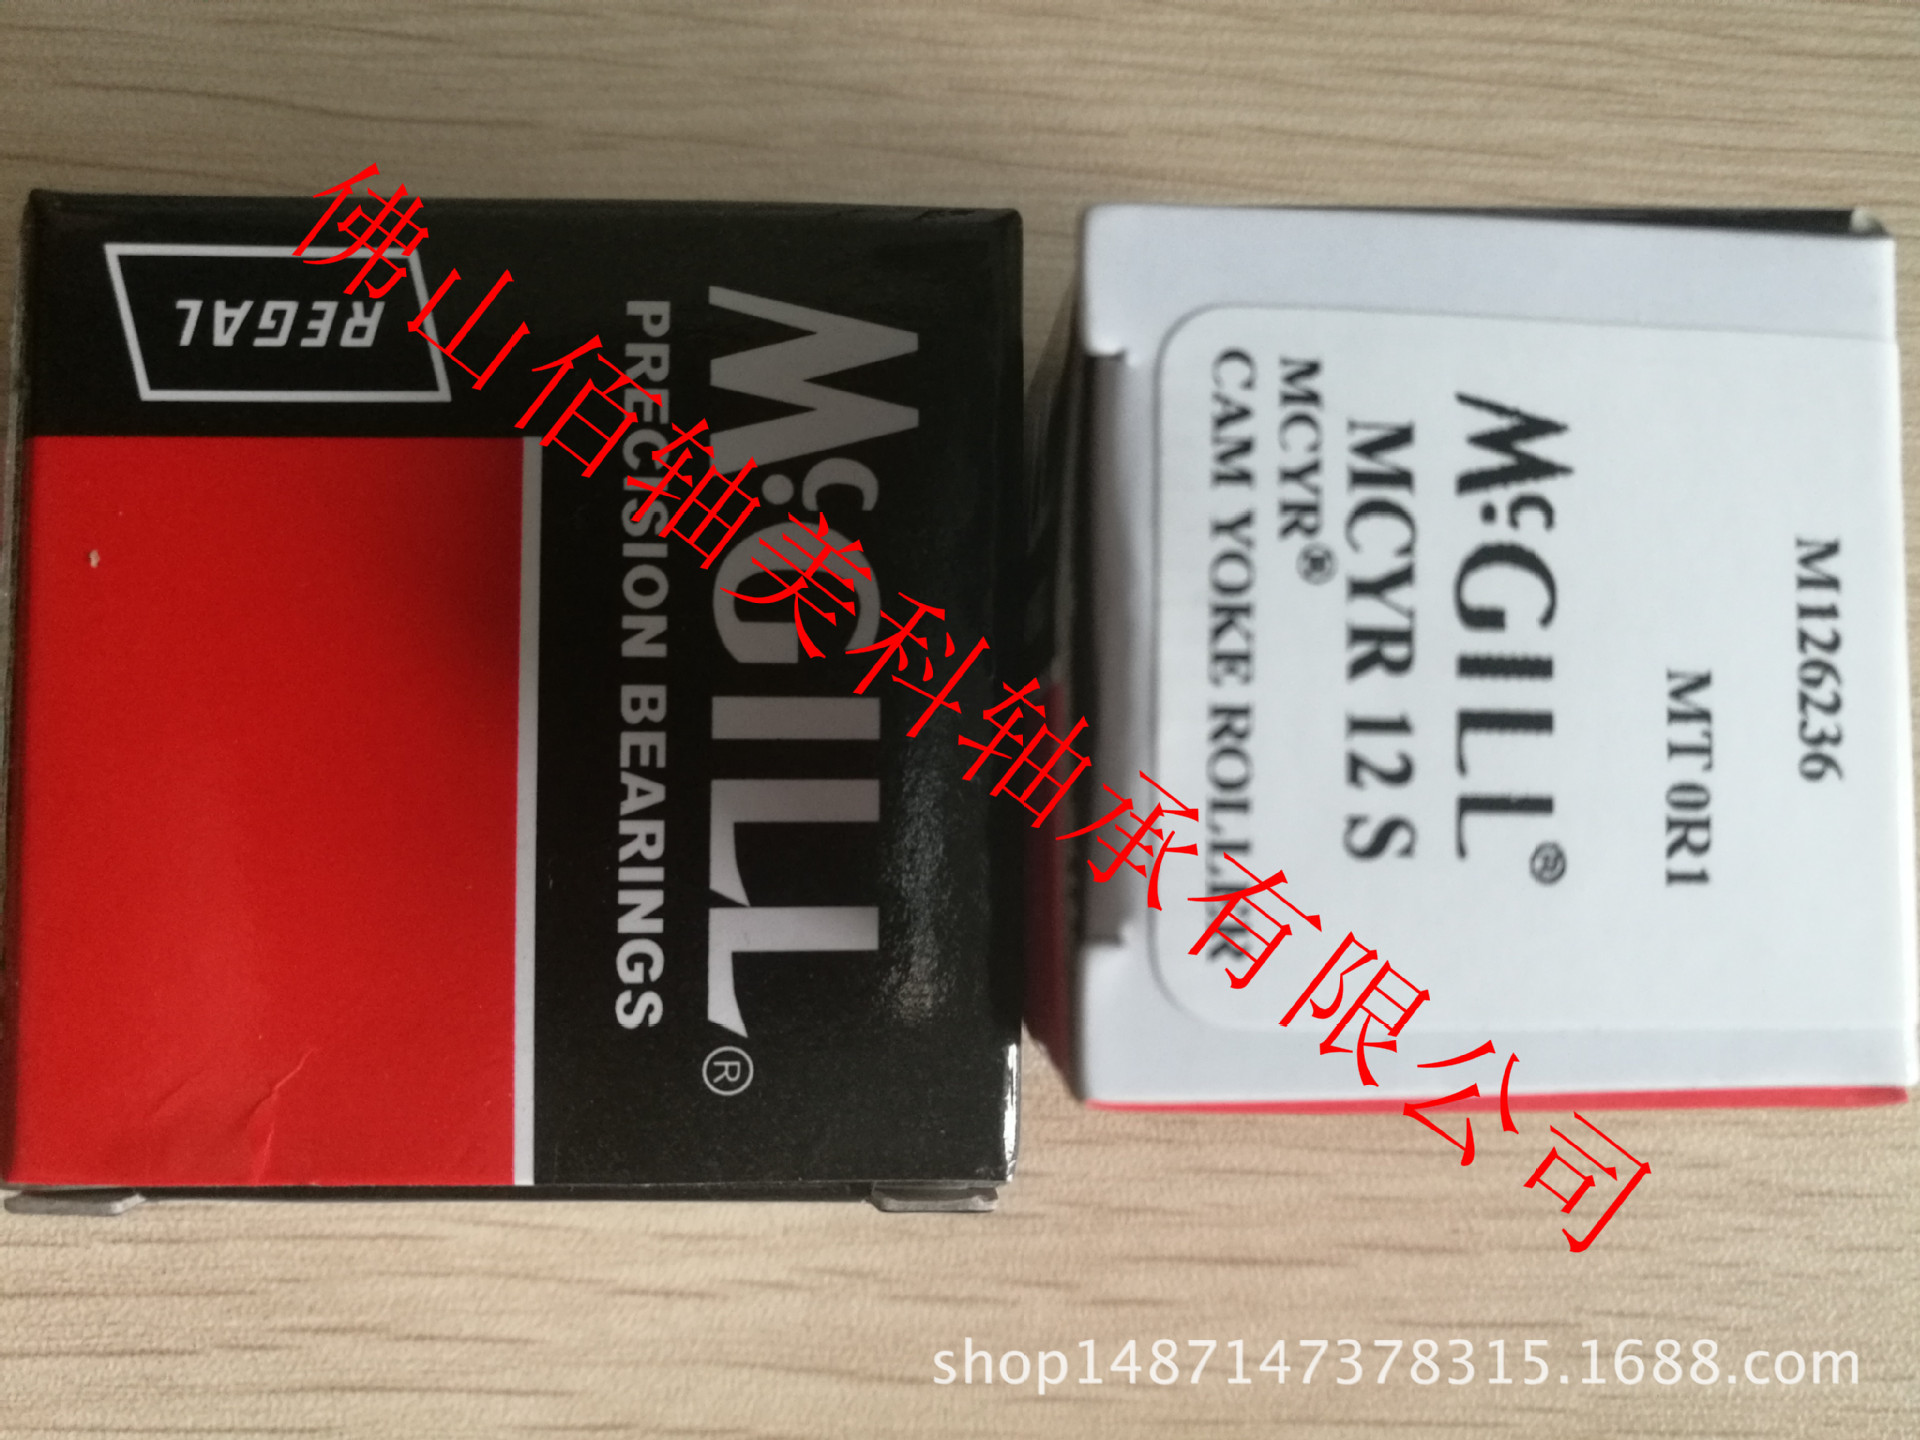 REGAL
McGILL®
PRECISION BEARINGS
M126236
MT 0R1
McGILL®
MCYR 12 S
MCYR®
CAM YOKE ROLLER
佛山佰轴美科轴承有限公司
shop1487147378315.1688.com